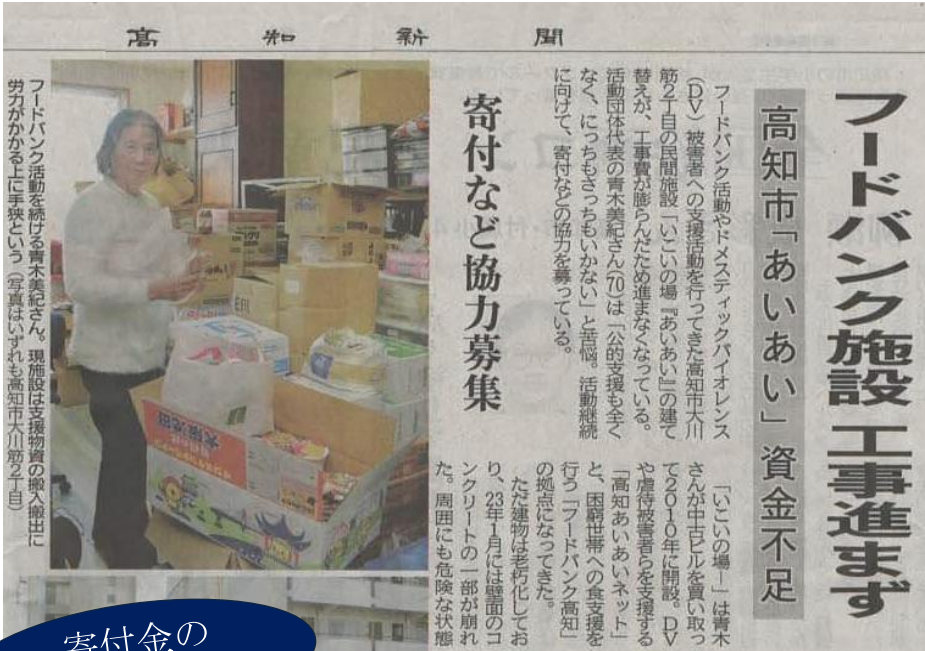 高知新聞
フードバンク施設 工事進まず
高知市「あいあい」資金不足
フードバンク活動やドメスティックバイオレンス
(DV)被害者への支援活動を行ってきた高知市大川
筋2丁目の民間施設「いこいの場『あいあい』」の建て
替えが、工事費が膨らんだため進まなくなっている。
活動団体代表の青木美紀さん(70)は「公的支援も全く
なく、にっちもさっちもいかない」と苦悩。活動継続
に向けて、寄付などの協力を募っている。
寄付など協力募集
「いこいの場―」は青木
さんが中古ビルを買い取っ
て2010年に開設。DV
や虐待被害者らを支援する
「高知あいあいネット」
と、困窮世帯への食支援を
行う「フードバンク高知」
の拠点になってきた。
ただ建物は老朽化してお
り、23年1月には壁面のコ
ンクリートの一部が崩れ
た。周囲にも危険な状態
フードバンク活動を続ける青木美紀さん。現施設は支援物資の搬入搬出に
労力がかかる上に手狭という(写真はいずれも高知市大川筋2丁目)
寄付金の